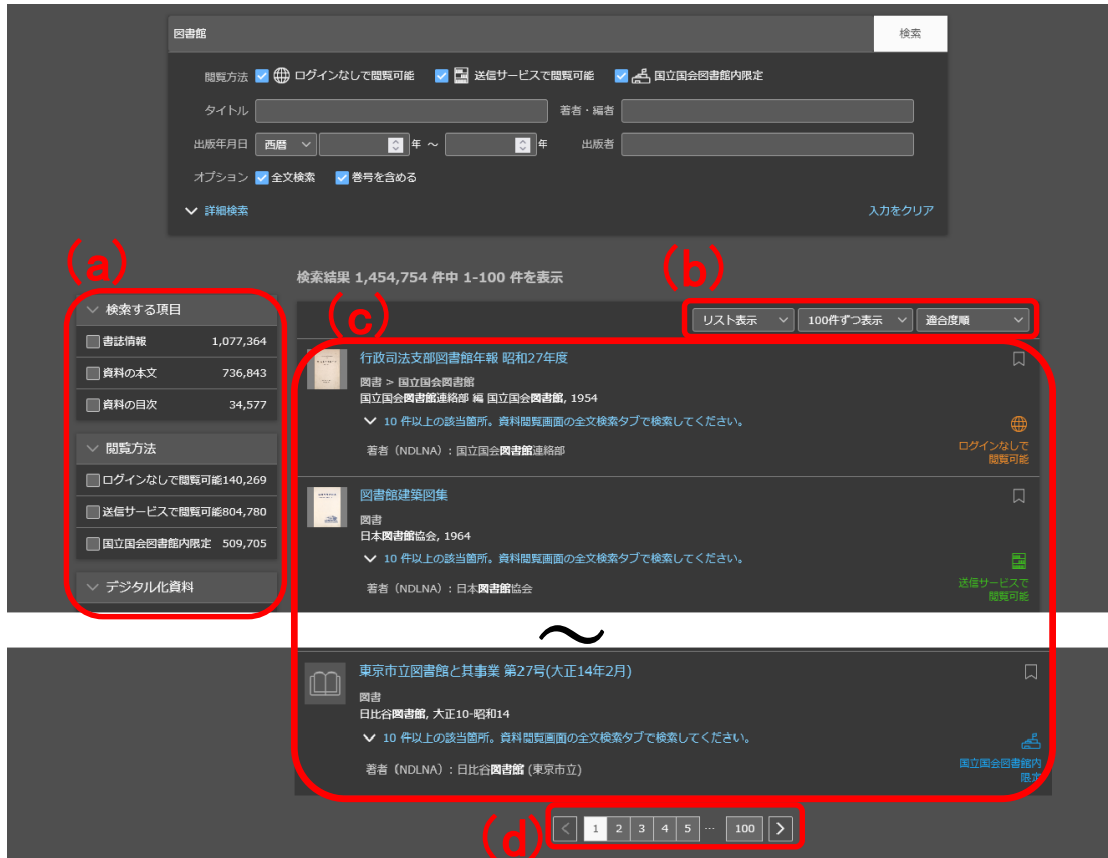 図書館 検索
閲覧方法 ログインなしで閲覧可能 送信サービスで閲覧可能 国立国会図書館内限定
タイトル 著者・編者
出版年月日 西暦 年 ～ 年 出版者
オプション 全文検索 巻号を含める
詳細検索 入力をクリア
(a)
検索する項目
書誌情報 1,077,364
資料の本文 736,843
資料の目次 34,577
閲覧方法
ログインなしで閲覧可能140,269
送信サービスで閲覧可能804,780
国立国会図書館内限定 509,705
デジタル化資料
検索結果 1,454,754 件中 1-100 件を表示
(b)
リスト表示 100件ずつ表示 適合度順
(c)
行政司法支部図書館年報 昭和27年度
図書 > 国立国会図書館
国立国会図書館連絡部 編 国立国会図書館, 1954
10 件以上の該当箇所。資料閲覧画面の全文検索タブで検索してください。
著者（NDLNA）: 国立国会図書館連絡部
ログインなしで
閲覧可能
図書館建築図集
図書
日本図書館協会, 1964
10 件以上の該当箇所。資料閲覧画面の全文検索タブで検索してください。
著者（NDLNA）: 日本図書館協会
送信サービスで
閲覧可能
～
東京市立図書館と其事業 第27号(大正14年2月)
図書
日比谷図書館, 大正10-昭和14
10 件以上の該当箇所。資料閲覧画面の全文検索タブで検索してください。
著者（NDLNA）: 日比谷図書館 (東京市立)
国立国会図書館内
限定
(d)
< 1 2 3 4 5 … 100 >